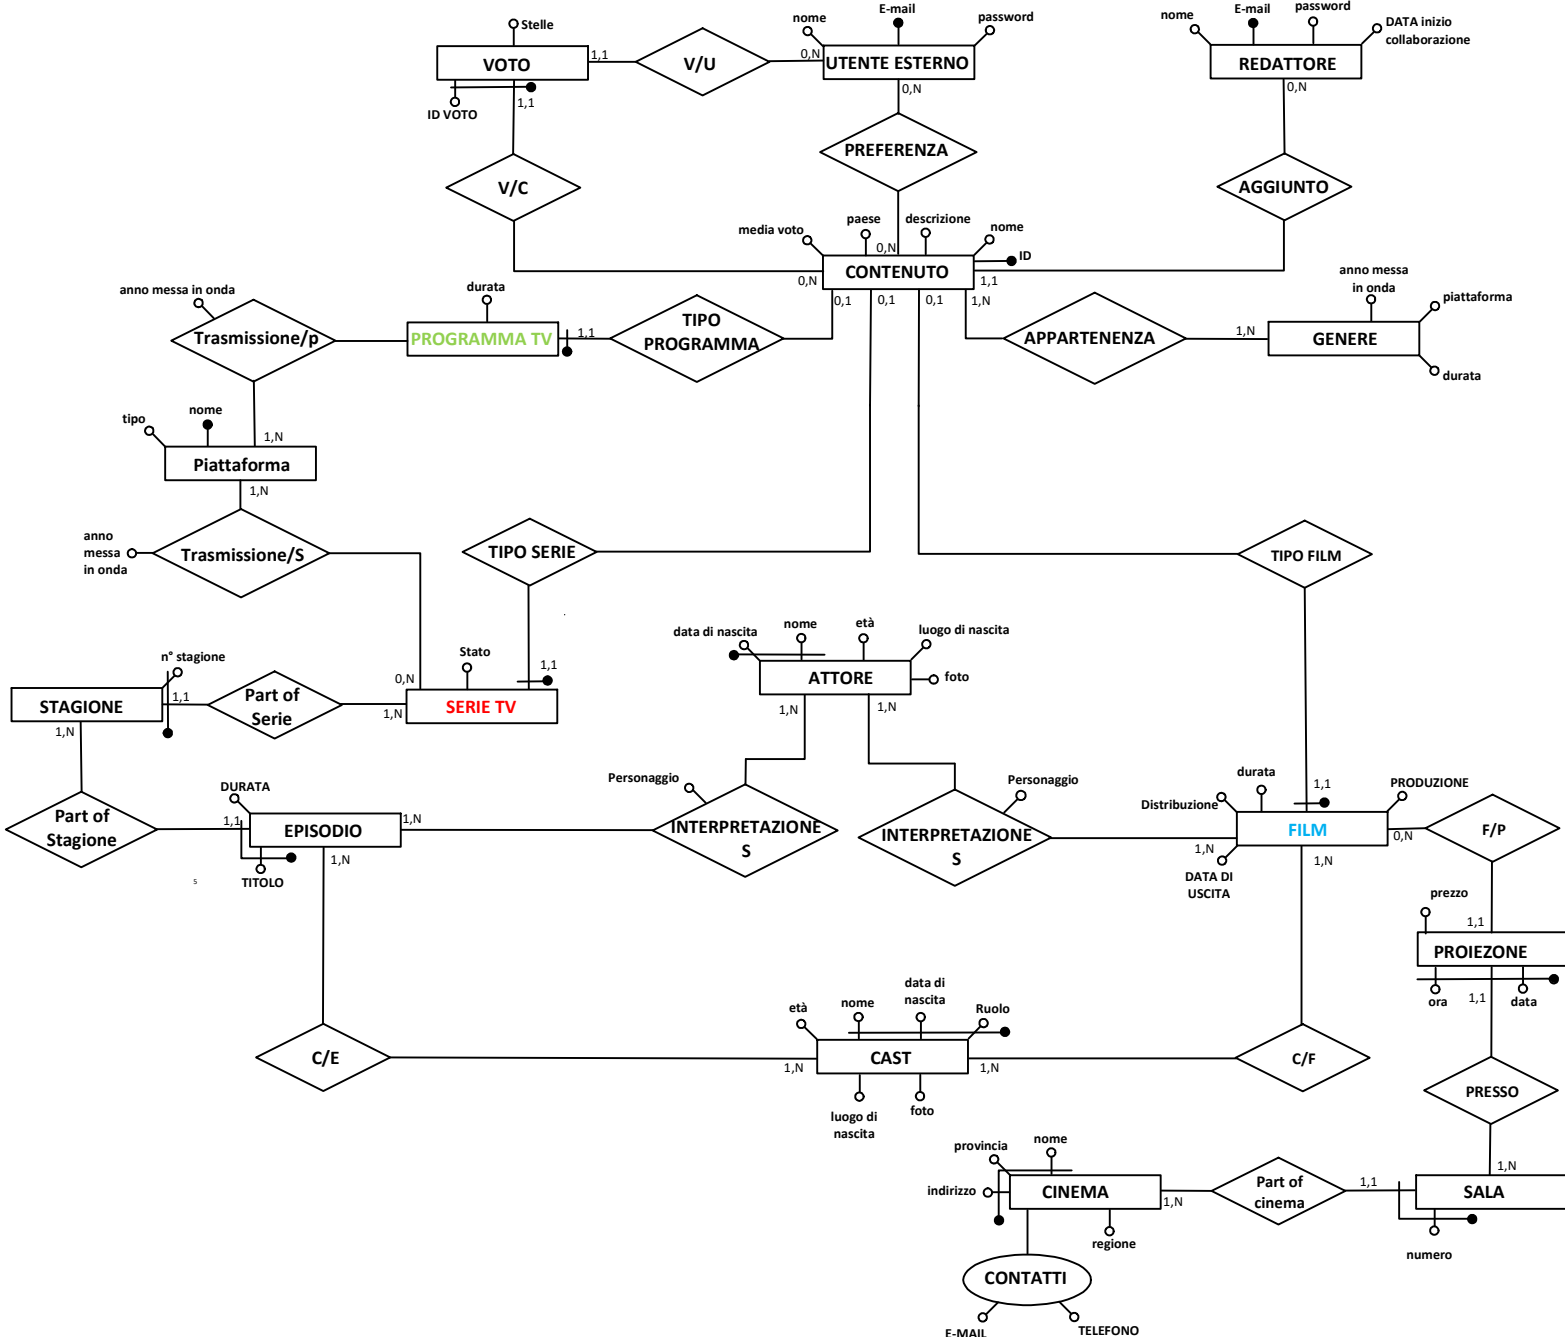 Stelle
VOTO
1,1
V/U
0,N
nome
E-mail
password
UTENTE ESTERNO
nome
E-mail
password
DATA inizio
collaborazione
REDATTORE
ID VOTO
1,1
0,N
0,N
PREFERENZA
V/C
AGGIUNTO
media voto
paese
descrizione
nome
0,N
ID
CONTENUTO
0,N
1,1
0,1
0,1
0,1
1,N
anno messa in onda
durata
Trasmissione/p
PROGRAMMA TV
1,1
TIPO
PROGRAMMA
APPARTENENZA
1,N
anno messa
in onda
piattaforma
GENERE
durata
tipo
nome
1,N
Piattaforma
1,N
anno
messa
in onda
Trasmissione/S
TIPO SERIE
TIPO FILM
n° stagione
Stato
1,1
0,N
STAGIONE
1,1
Part of
Serie
1,N
SERIE TV
1,N
data di nascita
nome
età
luogo di nascita
ATTORE
foto
1,N
1,N
DURATA
Part of
Stagione
1,1
EPISODIO
1,N
1,N
TITOLO
s
Personaggio
INTERPRETAZIONE
S
Personaggio
INTERPRETAZIONE
S
Distribuzione
durata
1,1
PRODUZIONE
FILM
1,N
0,N
1,N
DATA DI
USCITA
F/P
prezzo
1,1
PROIEZONE
ora
1,1
data
età
nome
data di
nascita
Ruolo
C/E
1,N
CAST
1,N
C/F
luogo di
nascita
foto
PRESSO
provincia
nome
indirizzo
CINEMA
1,N
Part of
cinema
1,1
1,N
SALA
regione
numero
CONTATTI
E-MAIL
TELEFONO